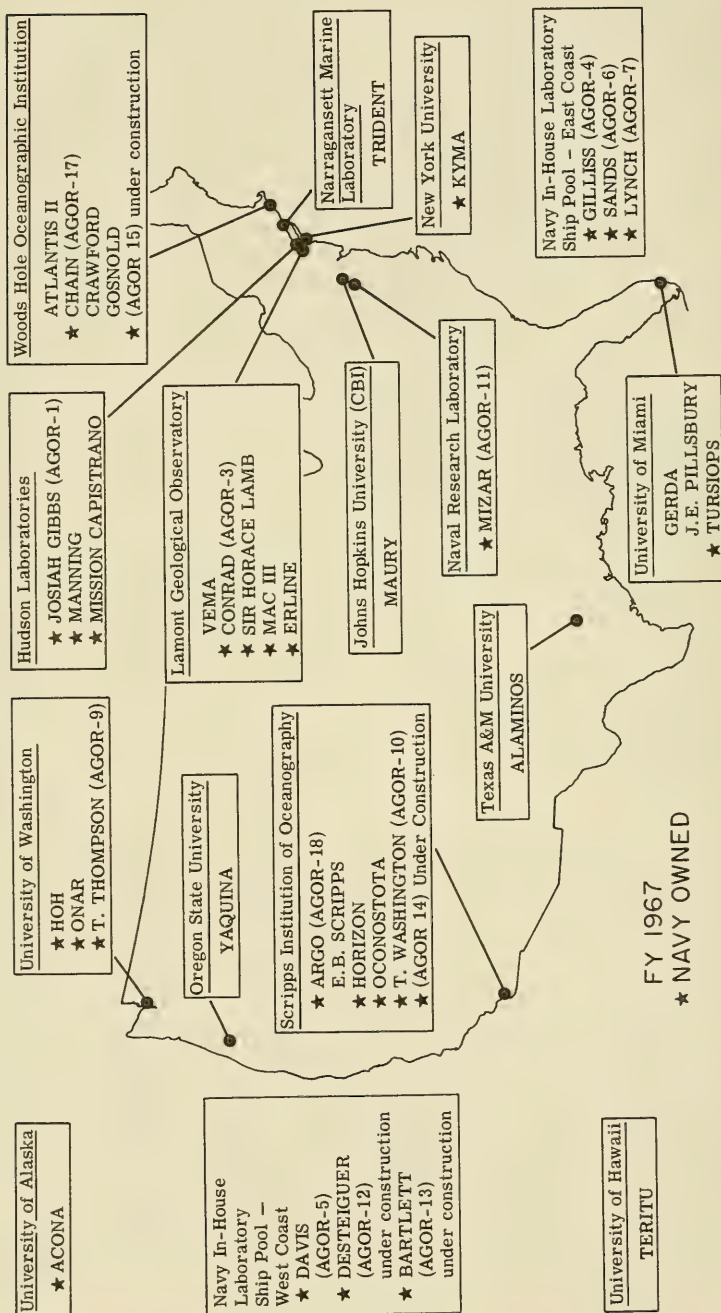 University of Alaska
★ ACONA
University of Washington
★ HOH
★ ONAR
★ T. THOMPSON (AGOR-9)
Hudson Laboratories
★ JOSIAH GIBBS (AGOR-1)
★ MANNING
★ MISSION CAPISTRANO
Woods Hole Oceanographic Institution
ATLANTIS II
★ CHAIN (AGOR-17)
CRAWFORD
GOSNOLD
★ (AGOR 15) under construction
Navy In-House
Laboratory
Ship Pool –
West Coast
★ DAVIS
(AGOR-5)
★ DESTEIGUER
(AGOR-12)
under construction
★ BARTLETT
(AGOR-13)
under construction
Oregon State University
YAQUINA
Lamont Geological Observatory
VEMA
★ CONRAD (AGOR-3)
★ SIR HORACE LAMB
★ MAC III
★ ERLINE
Narragansett Marine
Laboratory
TRIDENT
New York University
★ KYMA
Scripps Institution of Oceanography
★ ARGO (AGOR-18)
E.B. SCRIPPS
★ HORIZON
★ OCONOSTOTA
★ T. WASHINGTON (AGOR-10)
★ (AGOR 14) Under Construction
Johns Hopkins University (CBI)
MAURY
Naval Research Laboratory
★ MIZAR (AGOR-11)
Navy In-House Laboratory
Ship Pool – East Coast
★ GILLISS (AGOR-4)
★ SANDS (AGOR-6)
★ LYNCH (AGOR-7)
Texas A&M University
ALAMINOS
University of Miami
GERDA
J.E. PILLSBURY
★ TURSIOPS
University of Hawaii
TERITU
FY 1967
★ NAVY OWNED